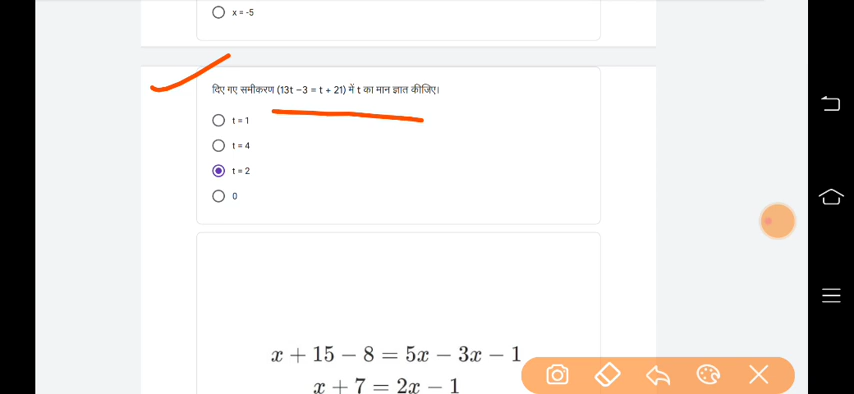 x = -5
दिए गए समीकरण (13t −3 = t + 21) में t का मान ज्ञात कीजिए।
t = 1
t = 4
t = 2
0
x + 15 − 8 = 5x − 3x − 1
x + 7 = 2x − 1